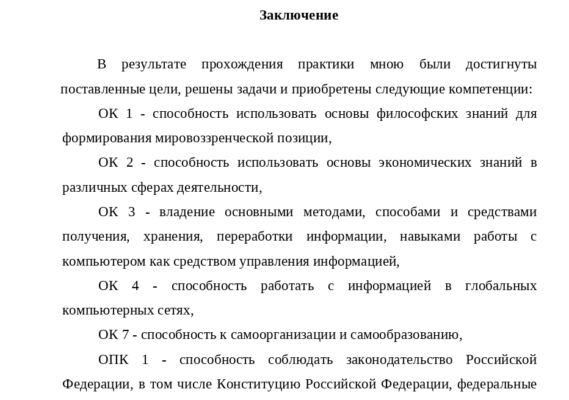 Заключение
В результате прохождения практики мною были достигнуты
поставленные цели, решены задачи и приобретены следующие компетенции:
ОК 1 - способность использовать основы философских знаний для
формирования мировоззренческой позиции,
ОК 2 - способность использовать основы экономических знаний в
различных сферах деятельности,
ОК 3 - владение основными методами, способами и средствами
получения, хранения, переработки информации, навыками работы с
компьютером как средством управления информацией,
ОК 4 - способность работать с информацией в глобальных
компьютерных сетях,
ОК 7 - способность к самоорганизации и самообразованию,
ОПК 1 - способность соблюдать законодательство Российской
Федерации, в том числе Конституцию Российской Федерации, федеральные